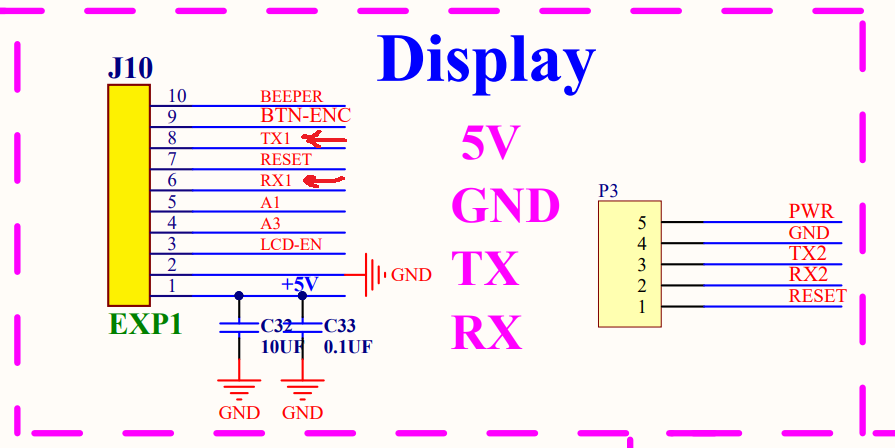 Display
J10
10 BEEPER
9 BTN-ENC
8 TX1
7 RESET
6 RX1
5 A1
4 A3
3 LCD-EN
2 GND
1 +5V
EXP1
C32 C33
10UF 0.1UF
GND GND
5V
GND
TX
RX
P3
5 PWR
4 GND
3 TX2
2 RX2
1 RESET